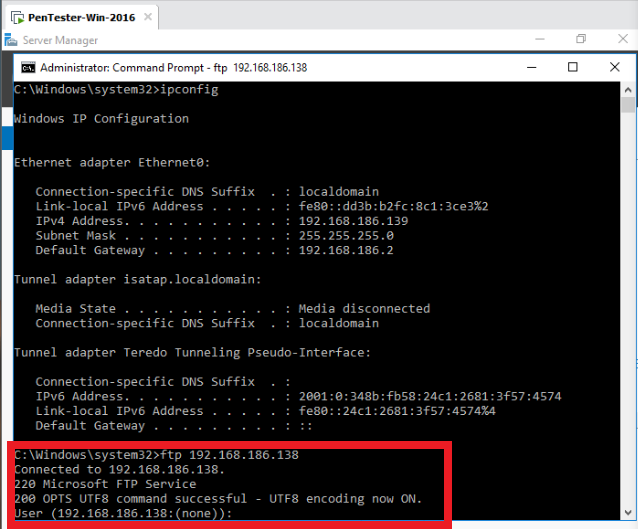 PenTester-Win-2016
Server Manager
Administrator: Command Prompt - ftp 192.168.186.138
C:\Windows\system32>ipconfig
Windows IP Configuration
Ethernet adapter Ethernet0:
Connection-specific DNS Suffix . : localdomain
Link-local IPv6 Address . . . . . : fe80::dd3b:b2fc:8c1:3ce3%2
IPv4 Address. . . . . . . . . . . : 192.168.186.139
Subnet Mask . . . . . . . . . . . : 255.255.255.0
Default Gateway . . . . . . . . . : 192.168.186.2
Tunnel adapter isatap.localdomain:
Media State . . . . . . . . . . . : Media disconnected
Connection-specific DNS Suffix . : localdomain
Tunnel adapter Teredo Tunneling Pseudo-Interface:
Connection-specific DNS Suffix . :
IPv6 Address. . . . . . . . . . . : 2001:0:348b:fb58:24c1:2681:3f57:4574
Link-local IPv6 Address . . . . . : fe80::24c1:2681:3f57:4574%4
Default Gateway . . . . . . . . . : ::
C:\Windows\system32>ftp 192.168.186.138
Connected to 192.168.186.138.
220 Microsoft FTP Service
200 OPTS UTF8 command successful - UTF8 encoding now ON.
User (192.168.186.138:(none)):